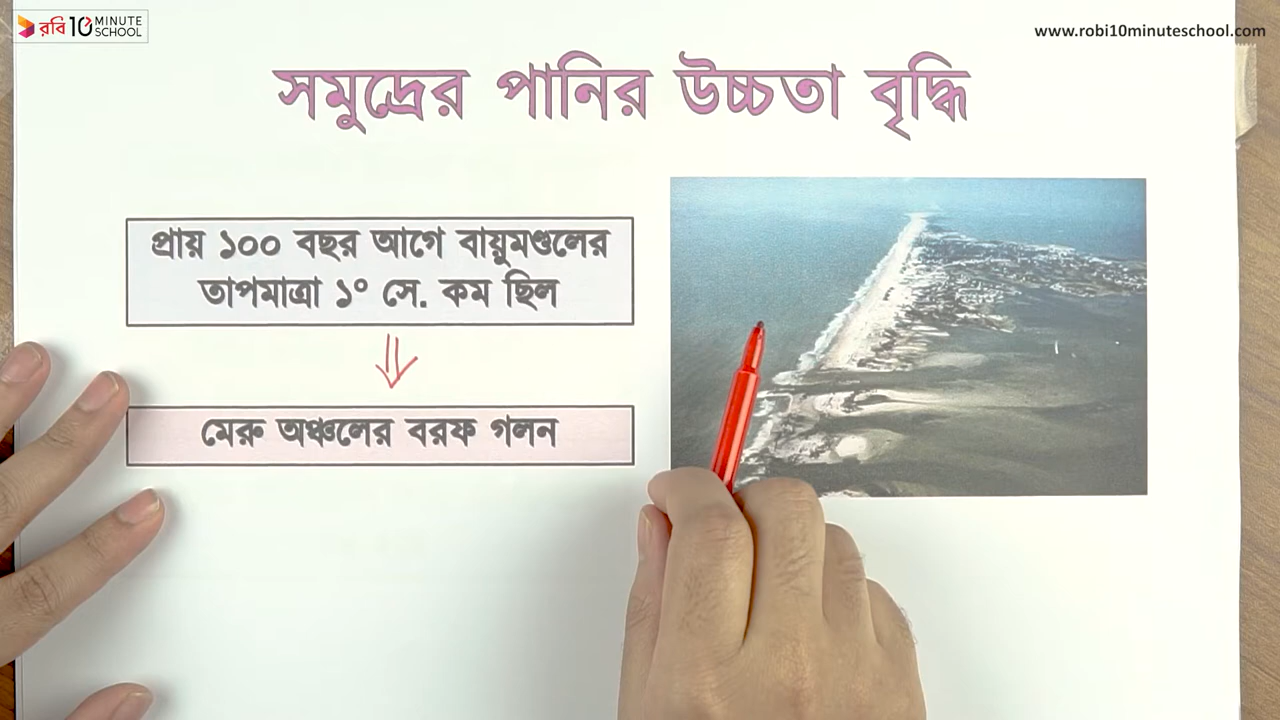 রবি 10 MINUTE SCHOOL
www.robi10minuteschool.com
সমুদ্রের পানির উচ্চতা বৃদ্ধি
প্রায় ১০০ বছর আগে বায়ুমণ্ডলের
তাপমাত্রা ১° সে. কম ছিল
মেরু অঞ্চলের বরফ গলন